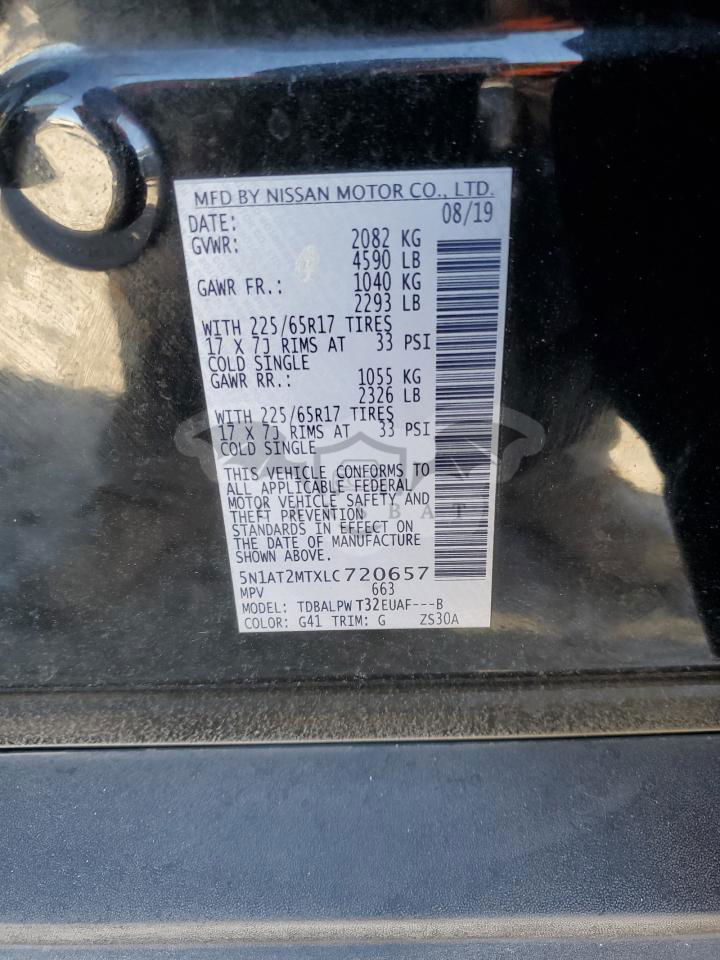 MFD BY NISSAN MOTOR CO., LTD.
DATE: 08/19
GVWR: 2082 KG
4590 LB
GAWR FR.: 1040 KG
2293 LB
WITH 225/65R17 TIRES
17 X 7J RIMS AT 33 PSI
COLD SINGLE
GAWR RR.: 1055 KG
2326 LB
WITH 225/65R17 TIRES
17 X 7J RIMS AT 33 PSI
COLD SINGLE
THIS VEHICLE CONFORMS TO
ALL APPLICABLE FEDERAL
MOTOR VEHICLE SAFETY AND
THEFT PREVENTION
STANDARDS IN EFFECT ON
THE DATE OF MANUFACTURE
SHOWN ABOVE.
5N1AT2MTXLC720657
MPV 663
MODEL: TDBALPW T32EUAF---B
COLOR: G41 TRIM: G ZS30A